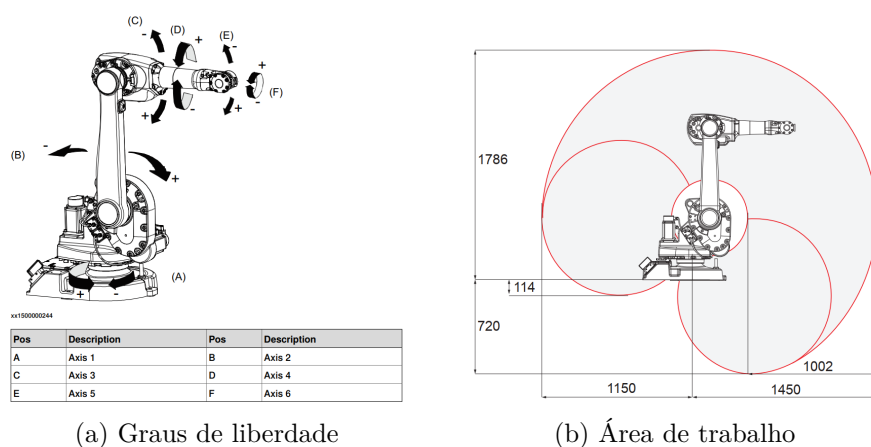 (C)
-
(D)
+
(E)
-
+
-
(F)
+
-
+
(B)
-
+
(A)
+
-
xx1500000244
Pos Description Pos Description
A Axis 1 B Axis 2
C Axis 3 D Axis 4
E Axis 5 F Axis 6
(a) Graus de liberdade
1786
114
720
1002
1150 1450
(b) Área de trabalho